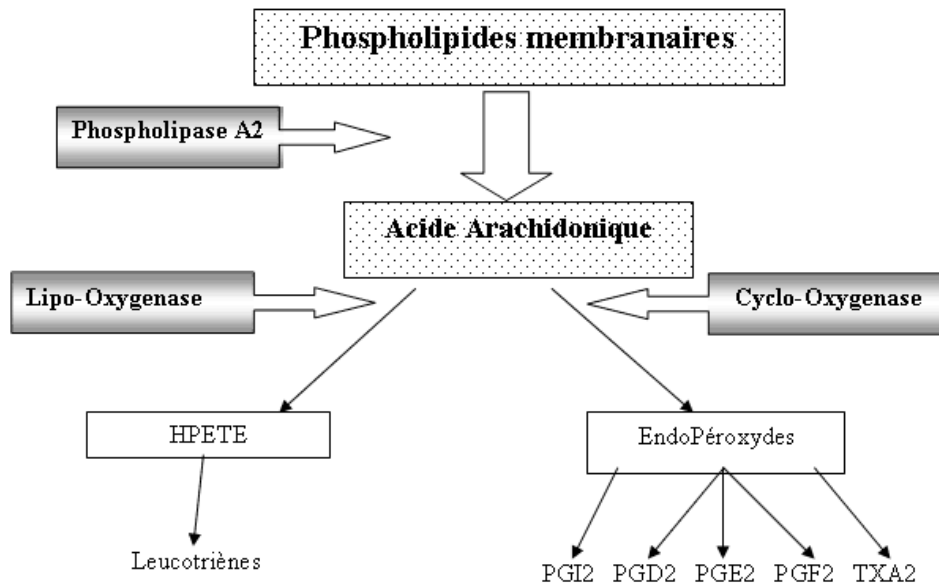 Phospholipides membranaires
Phospholipase A2
Acide Arachidonique
Lipo-Oxygenase
Cyclo-Oxygenase
HPETE
EndoPéroxydes
Leucotriènes
PGI2 PGD2 PGE2 PGF2 TXA2